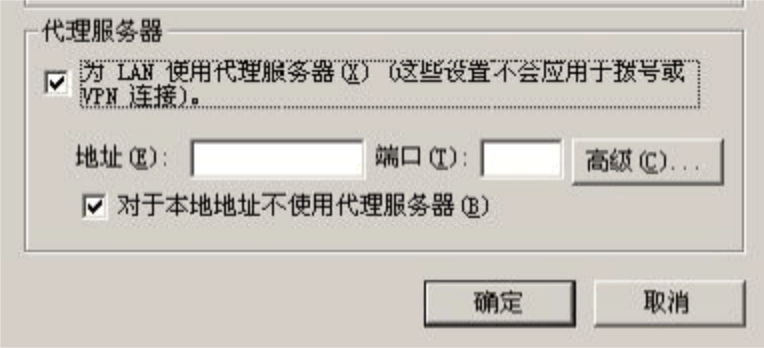 代理服务器
为 LAN 使用代理服务器(X) (这些设置不会应用于拨号或
VPN 连接)。
地址(E): 端口(T): 高级(C)...
对于本地地址不使用代理服务器(B)
确定 取消